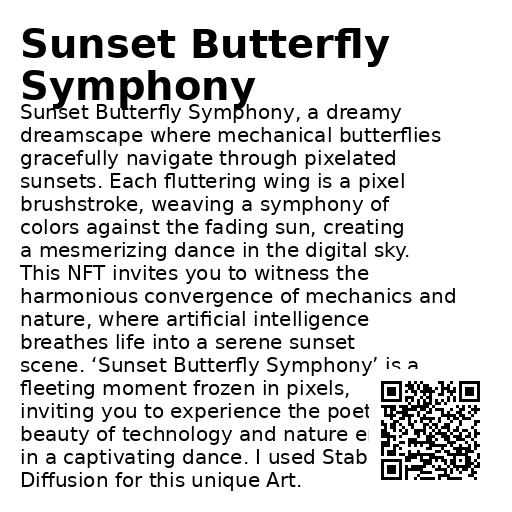 Sunset Butterfly
Symphony
Sunset Butterfly Symphony, a dreamy
dreamscape where mechanical butterflies
gracefully navigate through pixelated
sunsets. Each fluttering wing is a pixel
brushstroke, weaving a symphony of
colors against the fading sun, creating
a mesmerizing dance in the digital sky.
This NFT invites you to witness the
harmonious convergence of mechanics and
nature, where artificial intelligence
breathes life into a serene sunset
scene. ‘Sunset Butterfly Symphony’ is a
fleeting moment frozen in pixels,
inviting you to experience the poet
beauty of technology and nature
in a captivating dance. I used Stab
Diffusion for this unique Art.